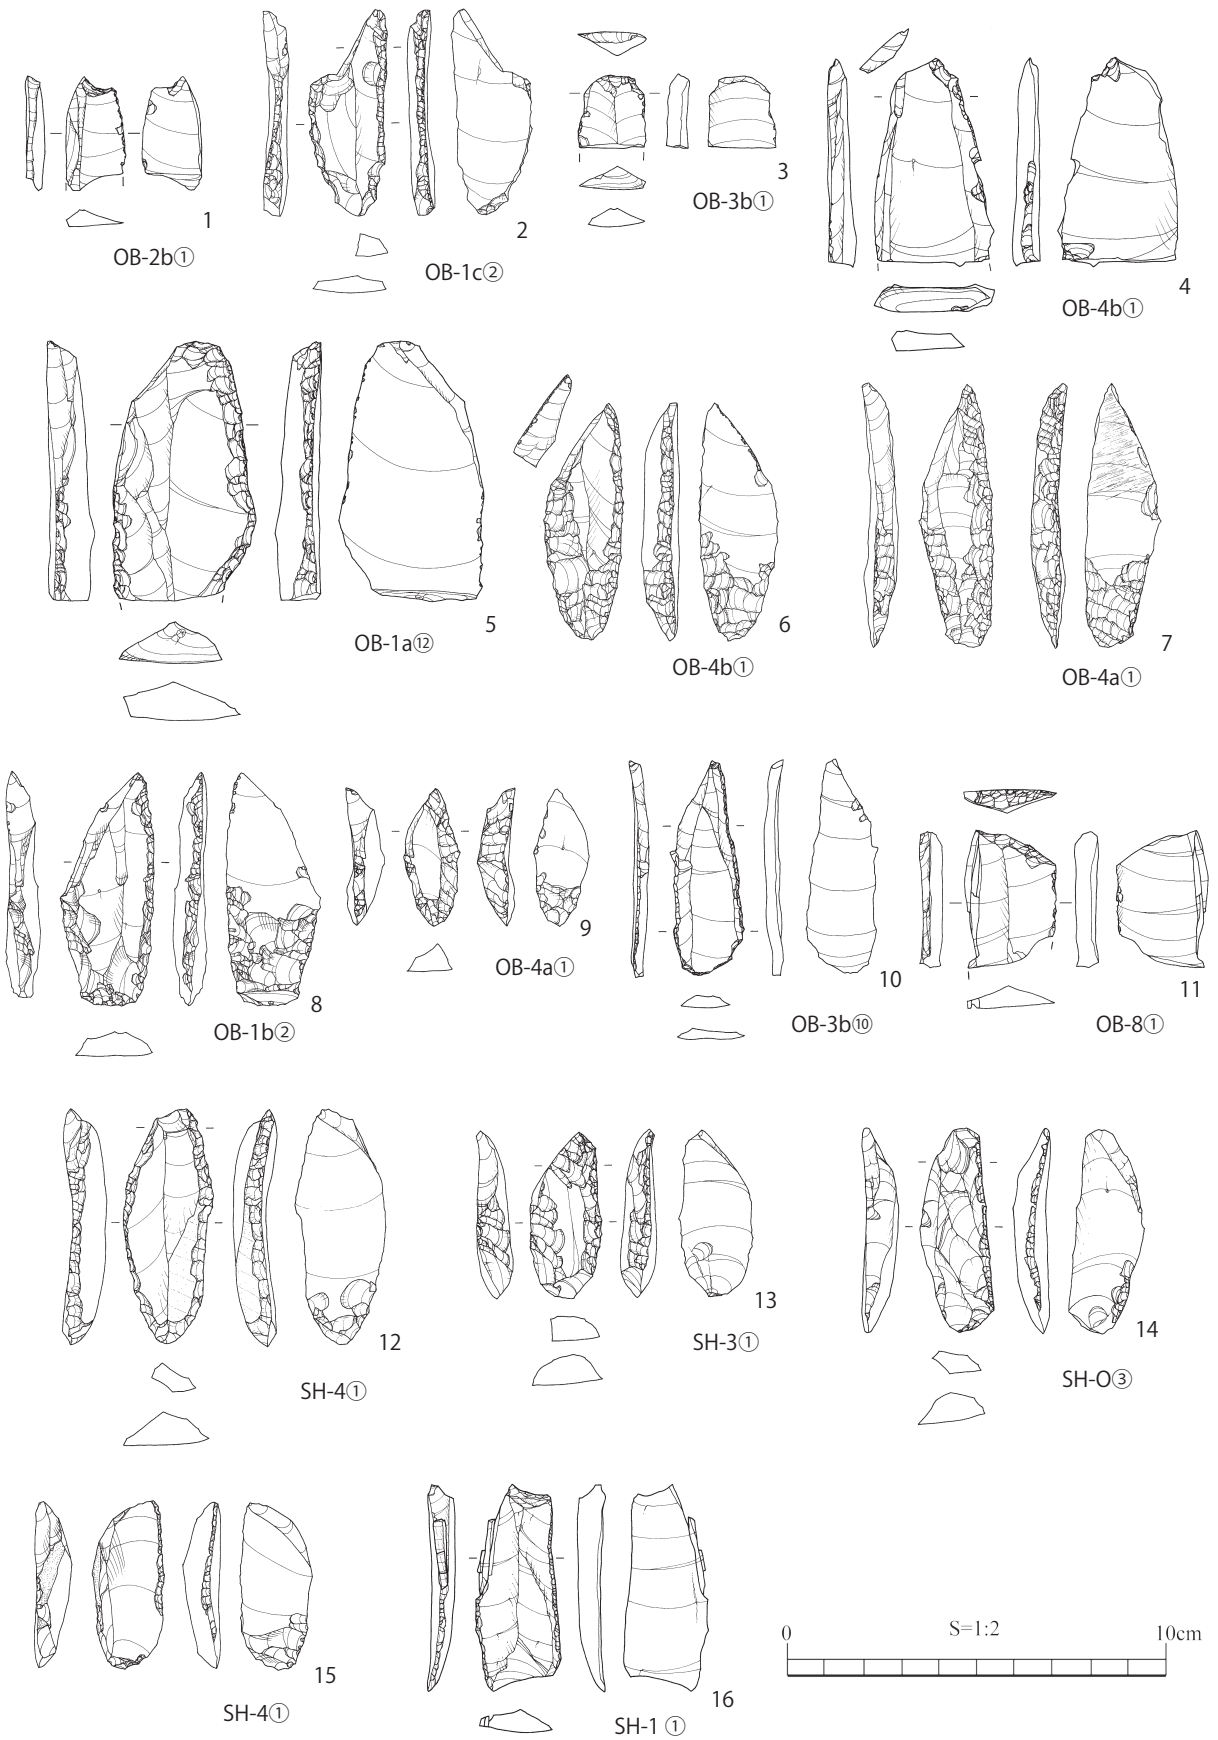 1
OB-2b①
2
OB-1c②
3
OB-3b①
4
OB-4b①
5
OB-1a⑫
6
OB-4b①
7
OB-4a①
8
OB-1b②
9
OB-4a①
10
OB-3b⑩
11
OB-8①
12
SH-4①
13
SH-3①
14
SH-O③
15
SH-4①
16
SH-1 ①
0 S=1:2 10cm